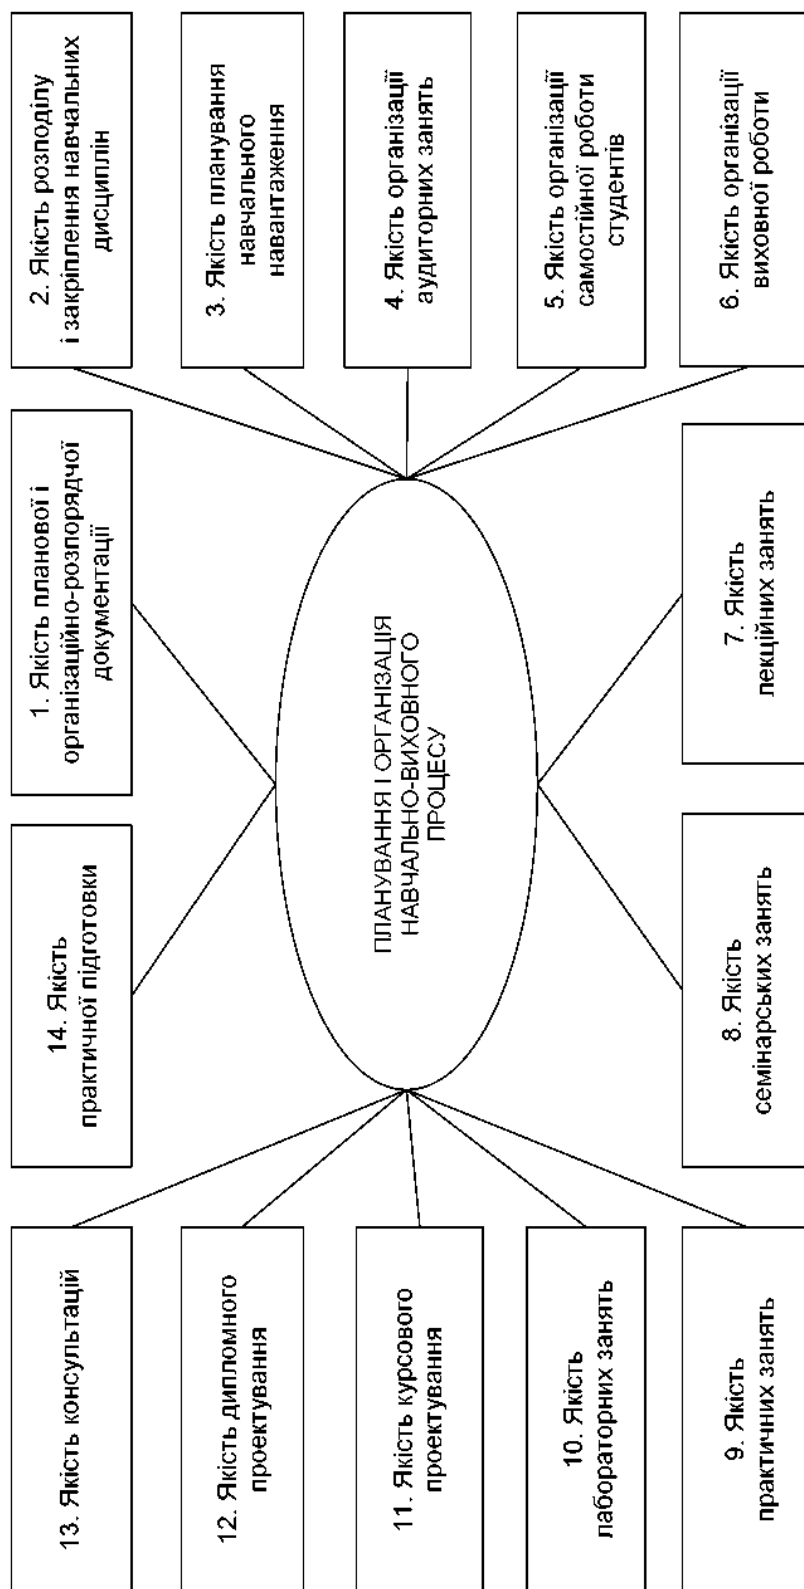 1. Якість планової і
організаційно-розпорядчої
документації
2. Якість розподілу
і закріплення навчальних
дисциплін
3. Якість планування
навчального
навантаження
4. Якість організації
аудиторних занять
5. Якість організації
самостійної роботи
студентів
6. Якість організації
виховної роботи
7. Якість
лекційних занять
8. Якість
семінарських занять
9. Якість
практичних занять
10. Якість
лабораторних занять
11. Якість курсового
проектування
12. Якість дипломного
проектування
13. Якість консультацій
14. Якість
практичної підготовки
ПЛАНУВАННЯ І ОРГАНІЗАЦІЯ
НАВЧАЛЬНО-ВИХОВНОГО
ПРОЦЕСУ